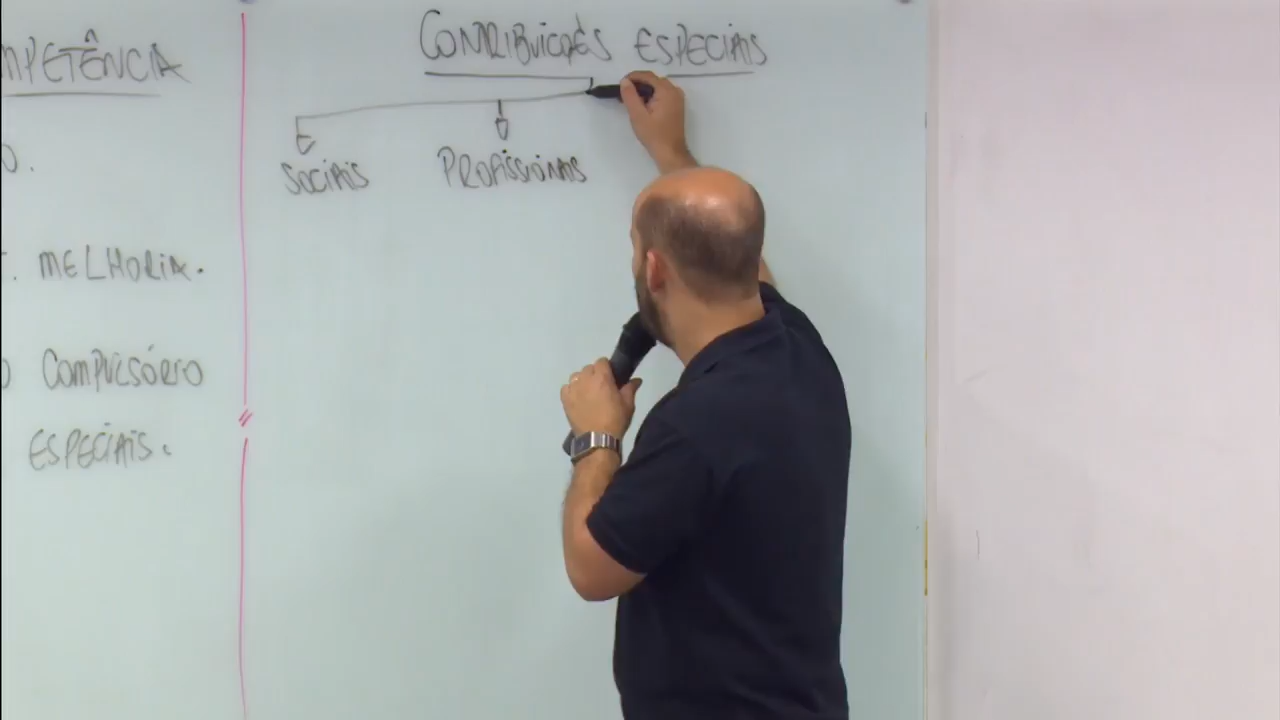 MPETÊNCIA
O.
. MELHORIA.
O COMPULSÓRIO
ESPECIAIS.
CONTRIBUIÇÕES ESPECIAIS
SOCIAIS PROFISSIONAIS